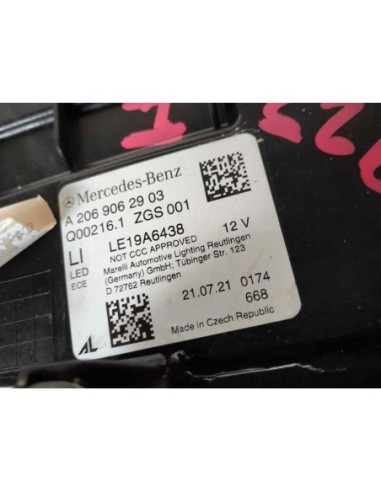 Mercedes-Benz
A 206 906 29 03
Q00216.1 ZGS 001
LI LE19A6438 12 V
LED NOT CCC APPROVED
ECE Marelli Automotive Lighting Reutlingen
(Germany) GmbH; Tübinger Str. 123
D 72762 Reutlingen
21.07.21 0174
668
AL Made in Czech Republic